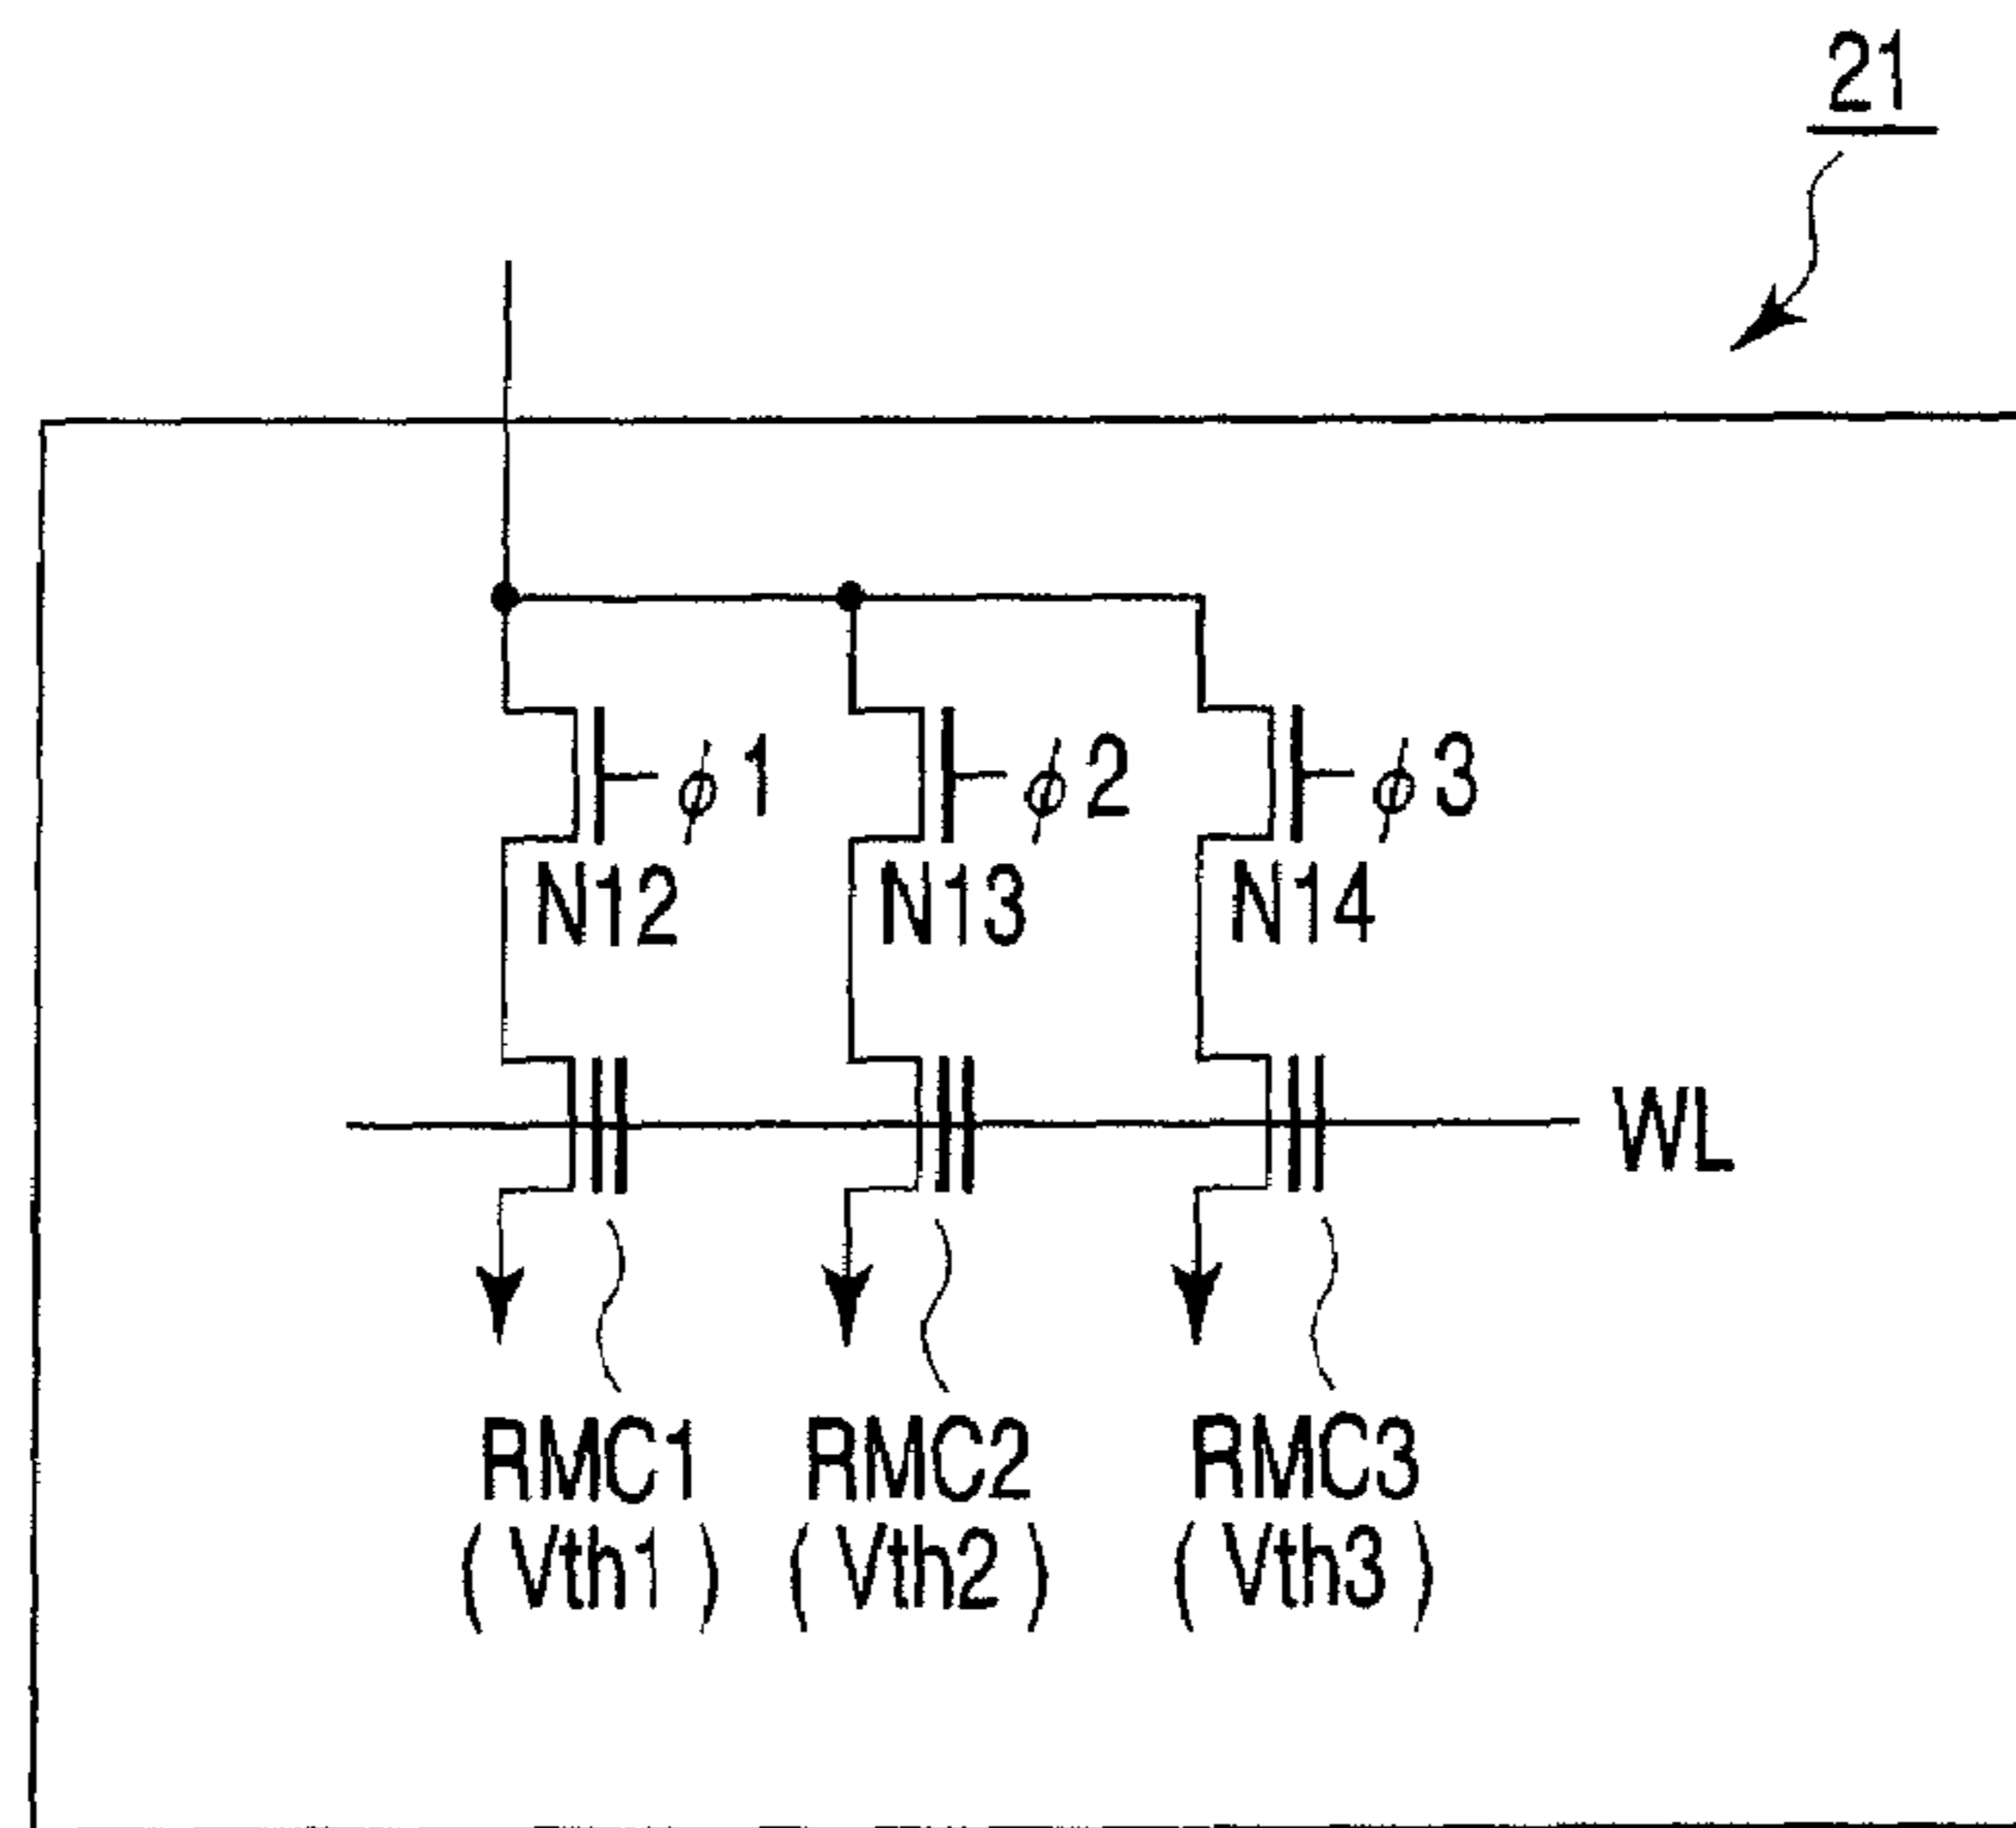 21
ϕ1 ϕ2 ϕ3
N12 N13 N14
WL
RMC1 RMC2 RMC3
(Vth1) (Vth2) (Vth3)